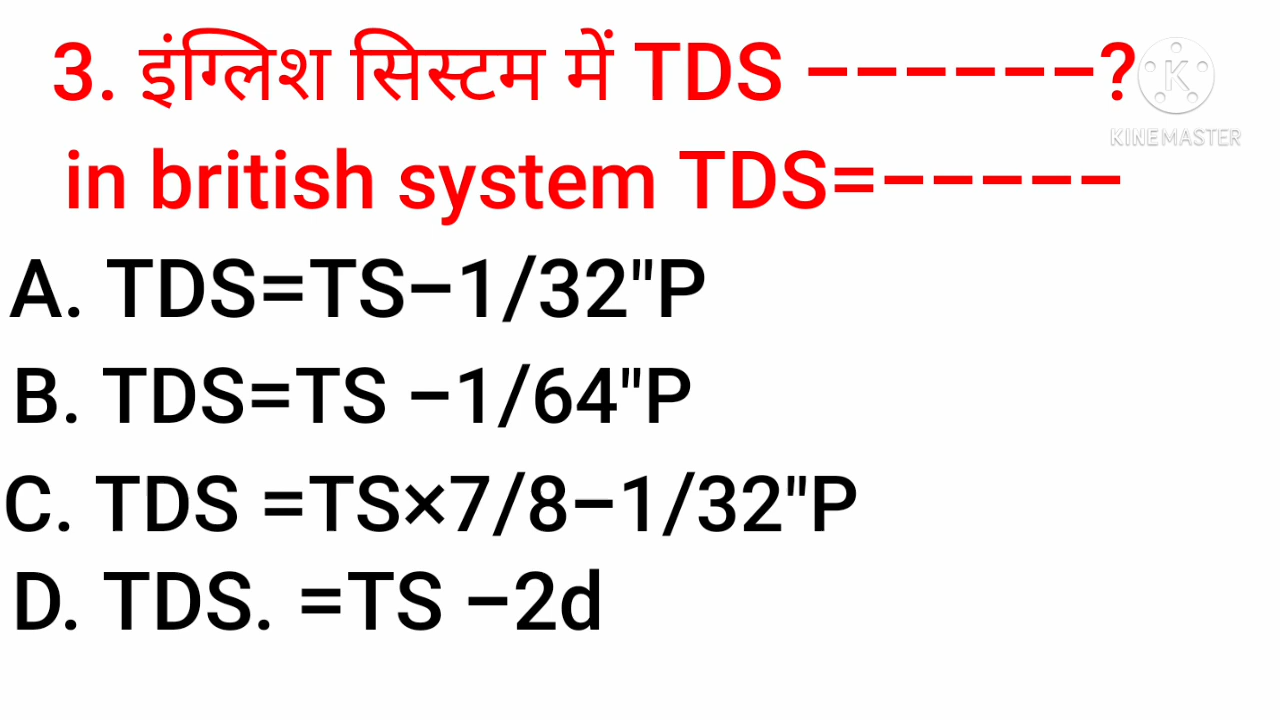 3. इंग्लिश सिस्टम में TDS ––––––?
KINEMASTER
in british system TDS=–––––
A. TDS=TS–1/32"P
B. TDS=TS –1/64"P
C. TDS =TS×7/8–1/32"P
D. TDS. =TS –2d